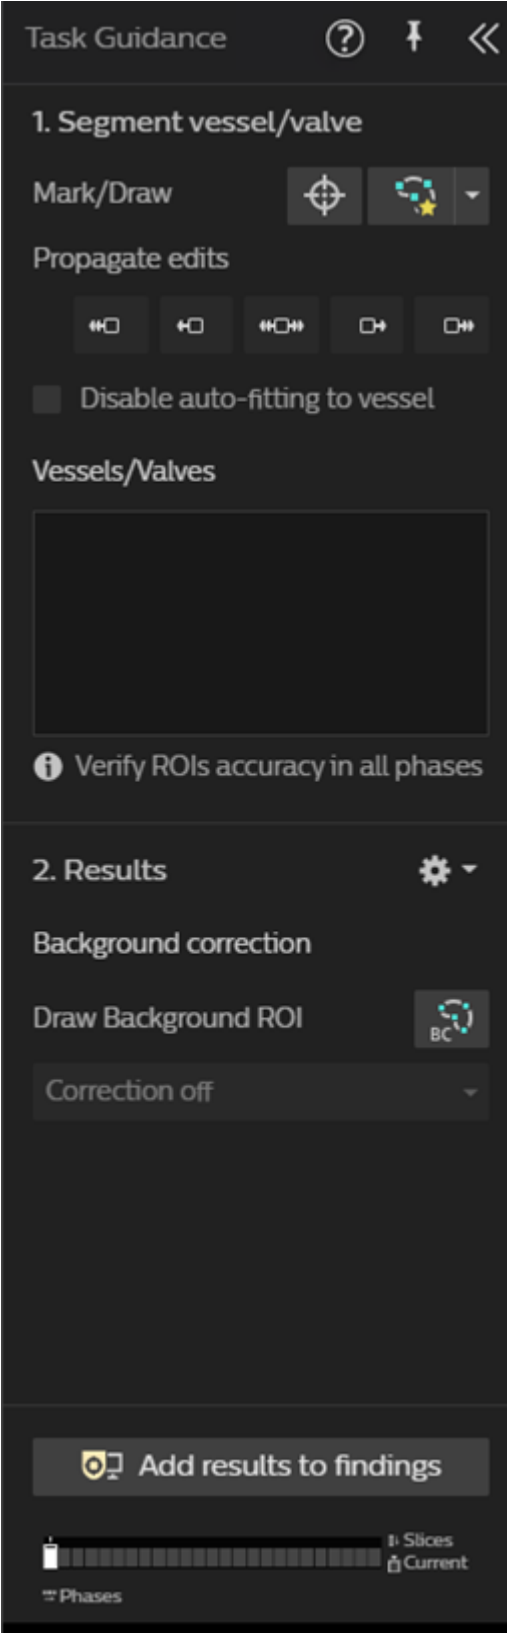 Task Guidance
1. Segment vessel/valve
Mark/Draw
Propagate edits
Disable auto-fitting to vessel
Vessels/Valves
Verify ROIs accuracy in all phases
2. Results
Background correction
Draw Background ROI
BC
Correction off
Add results to findings
Slices
Current
Phases